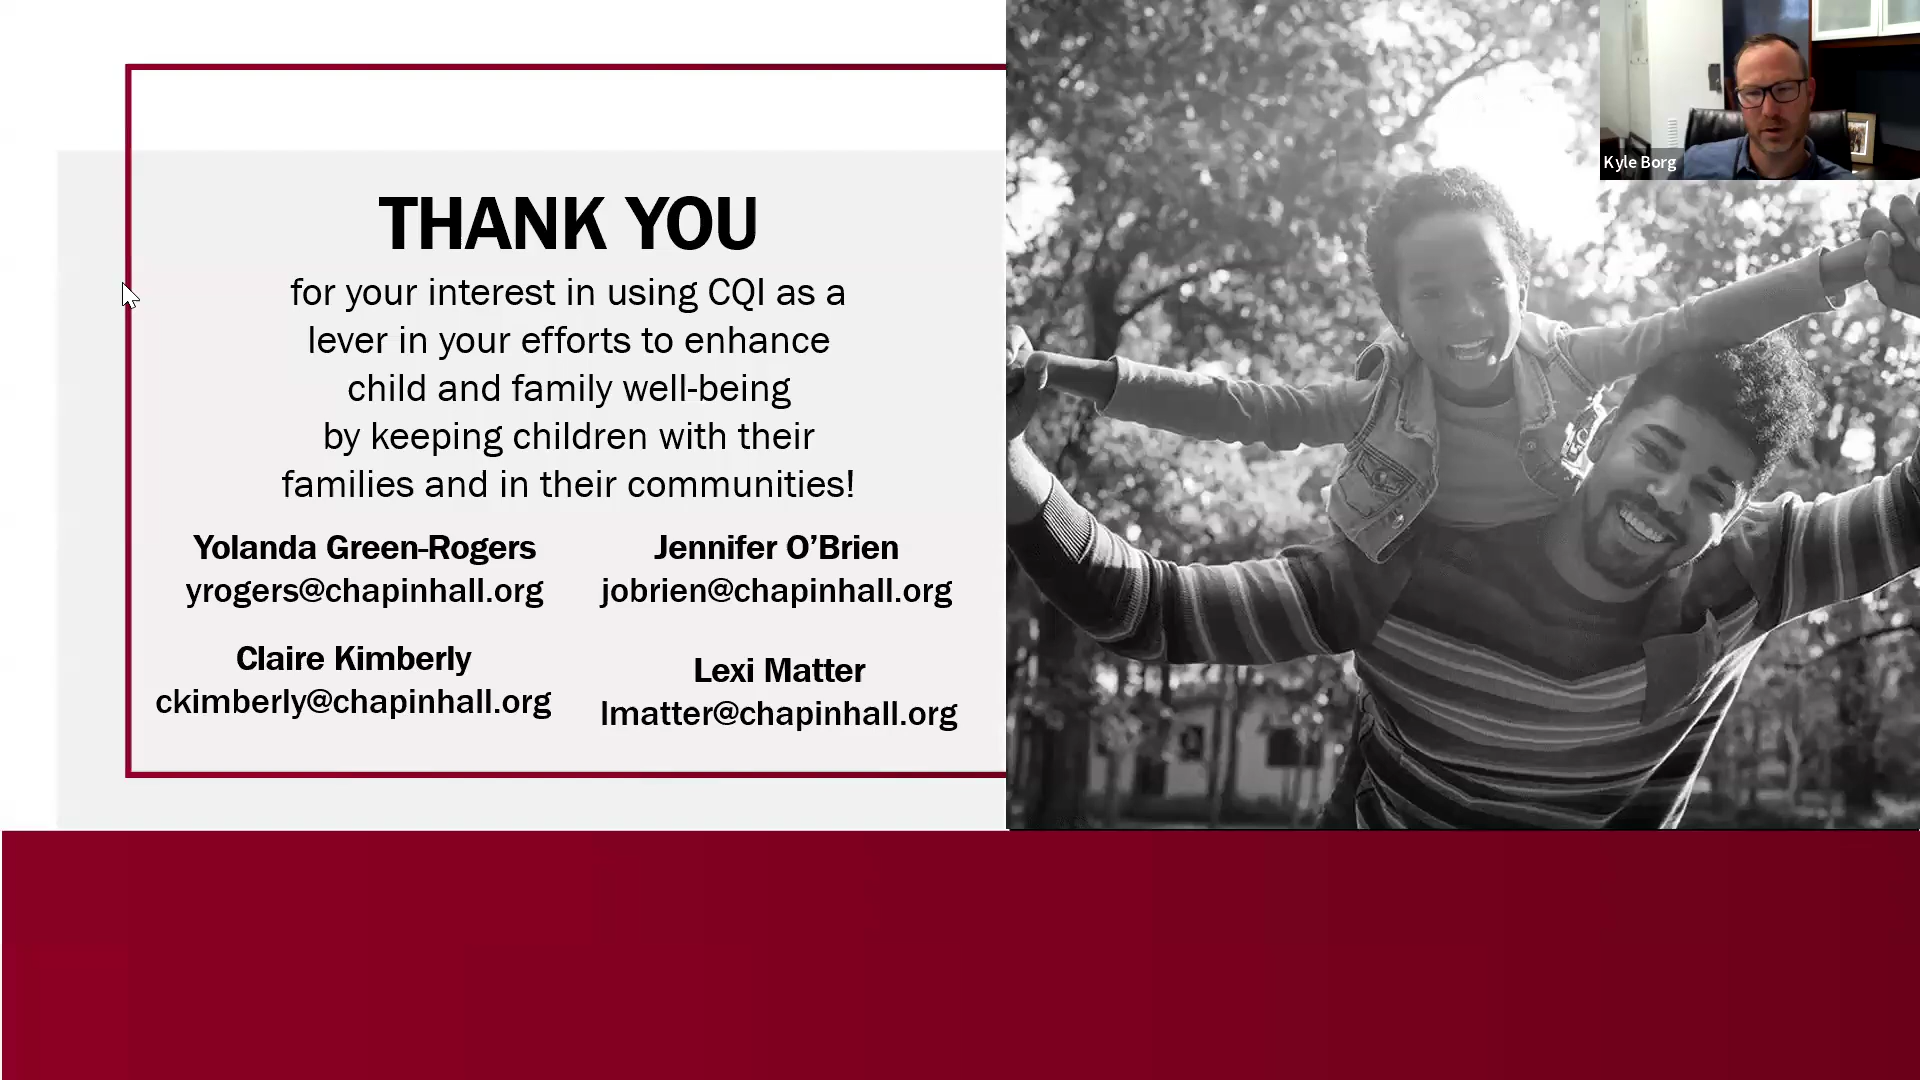 THANK YOU
for your interest in using CQI as a
lever in your efforts to enhance
child and family well-being
by keeping children with their
families and in their communities!
Yolanda Green-Rogers
yrogers@chapinhall.org
Jennifer O’Brien
jobrien@chapinhall.org
Claire Kimberly
ckimberly@chapinhall.org
Lexi Matter
lmatter@chapinhall.org
Kyle Borg